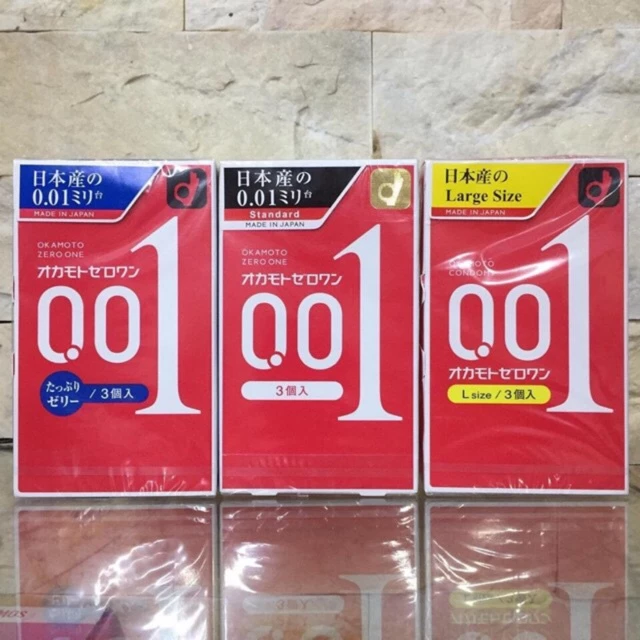 日本産の
0.01ミリ台
MADE IN JAPAN
OKAMOTO
ZERO ONE
オカモトゼロワン
0.01
たっぷり
ゼリー
/3個入
日本産の
0.01ミリ台
Standard
MADE IN JAPAN
OKAMOTO
ZERO ONE
オカモトゼロワン
0.01
3個入
日本産の
Large Size
MADE IN JAPAN
OKAMOTO
CONDOMS
0.01
オカモトゼロワン
L size/3個入